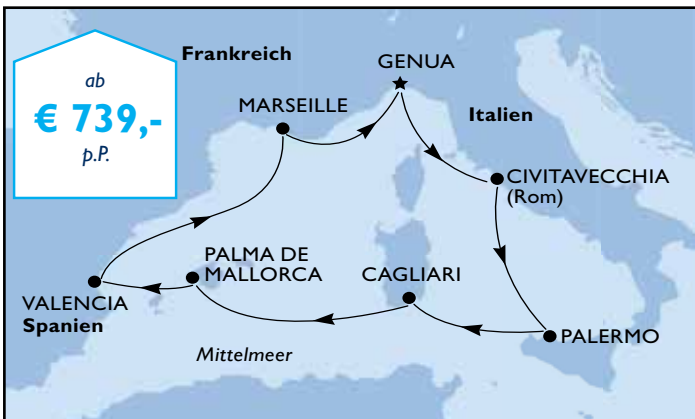 ab
€ 739,-
p.P.
Frankreich
GENUA
MARSEILLE
Italien
CIVITAVECCHIA
(Rom)
PALMA DE
MALLORCA
CAGLIARI
VALENCIA
Spanien
PALERMO
Mittelmeer